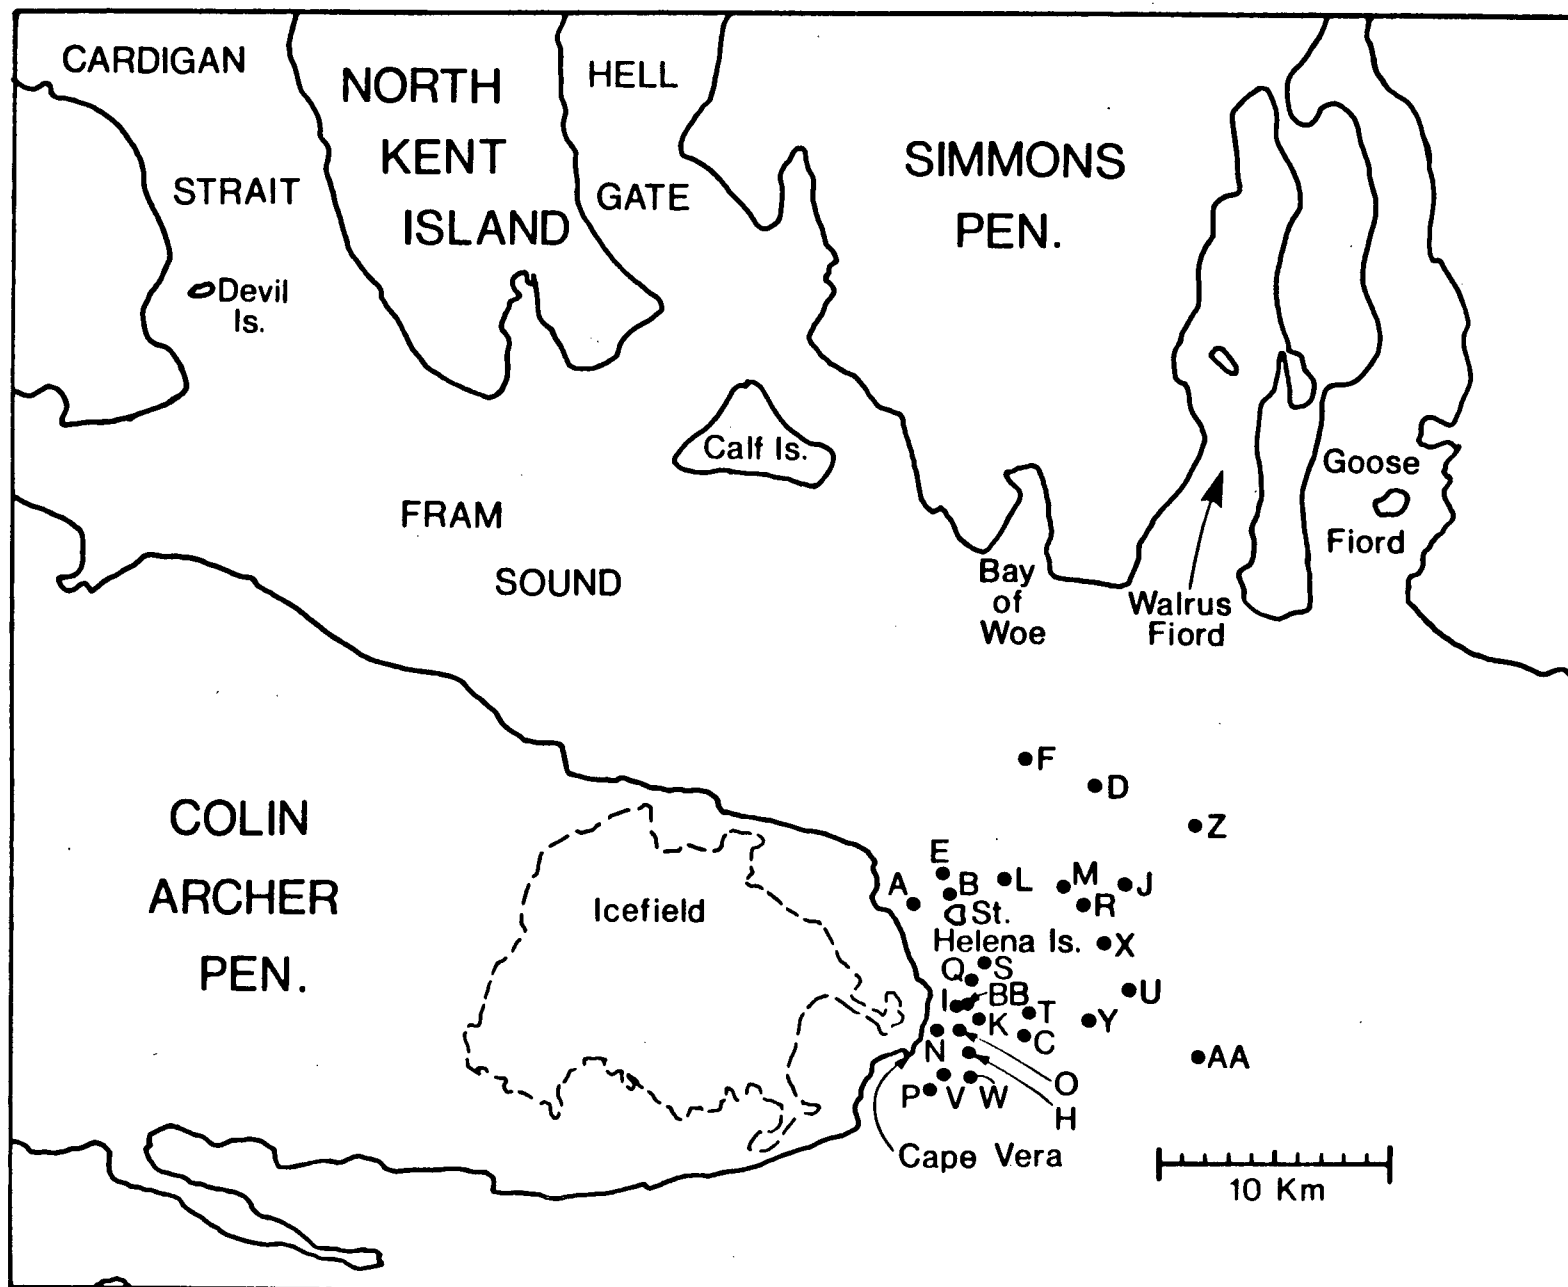 CARDIGAN
STRAIT
Devil
Is.
NORTH
KENT
ISLAND
HELL
GATE
SIMMONS
PEN.
Calf Is.
FRAM
SOUND
Bay
of
Woe
Walrus
Fiord
Goose
Fiord
COLIN
ARCHER
PEN.
Icefield
F
D
Z
E
A
B
L
M
J
R
St.
Helena Is.
X
Q
S
I
BB
U
T
K
Y
N
C
AA
O
P
V
W
H
Cape Vera
10 Km